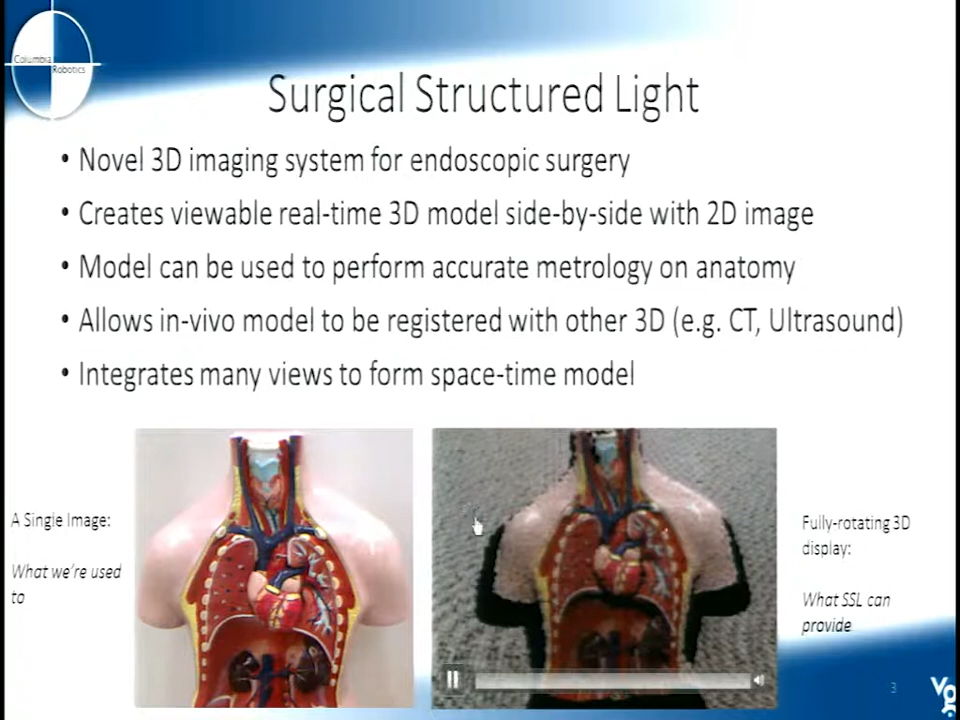 Columbia
Robotics
Surgical Structured Light
• Novel 3D imaging system for endoscopic surgery
• Creates viewable real-time 3D model side-by-side with 2D image
• Model can be used to perform accurate metrology on anatomy
• Allows in-vivo model to be registered with other 3D (e.g. CT, Ultrasound)
• Integrates many views to form space-time model
A Single Image:
What we're used
to
Fully-rotating 3D
display:
What SSL can
provide
3